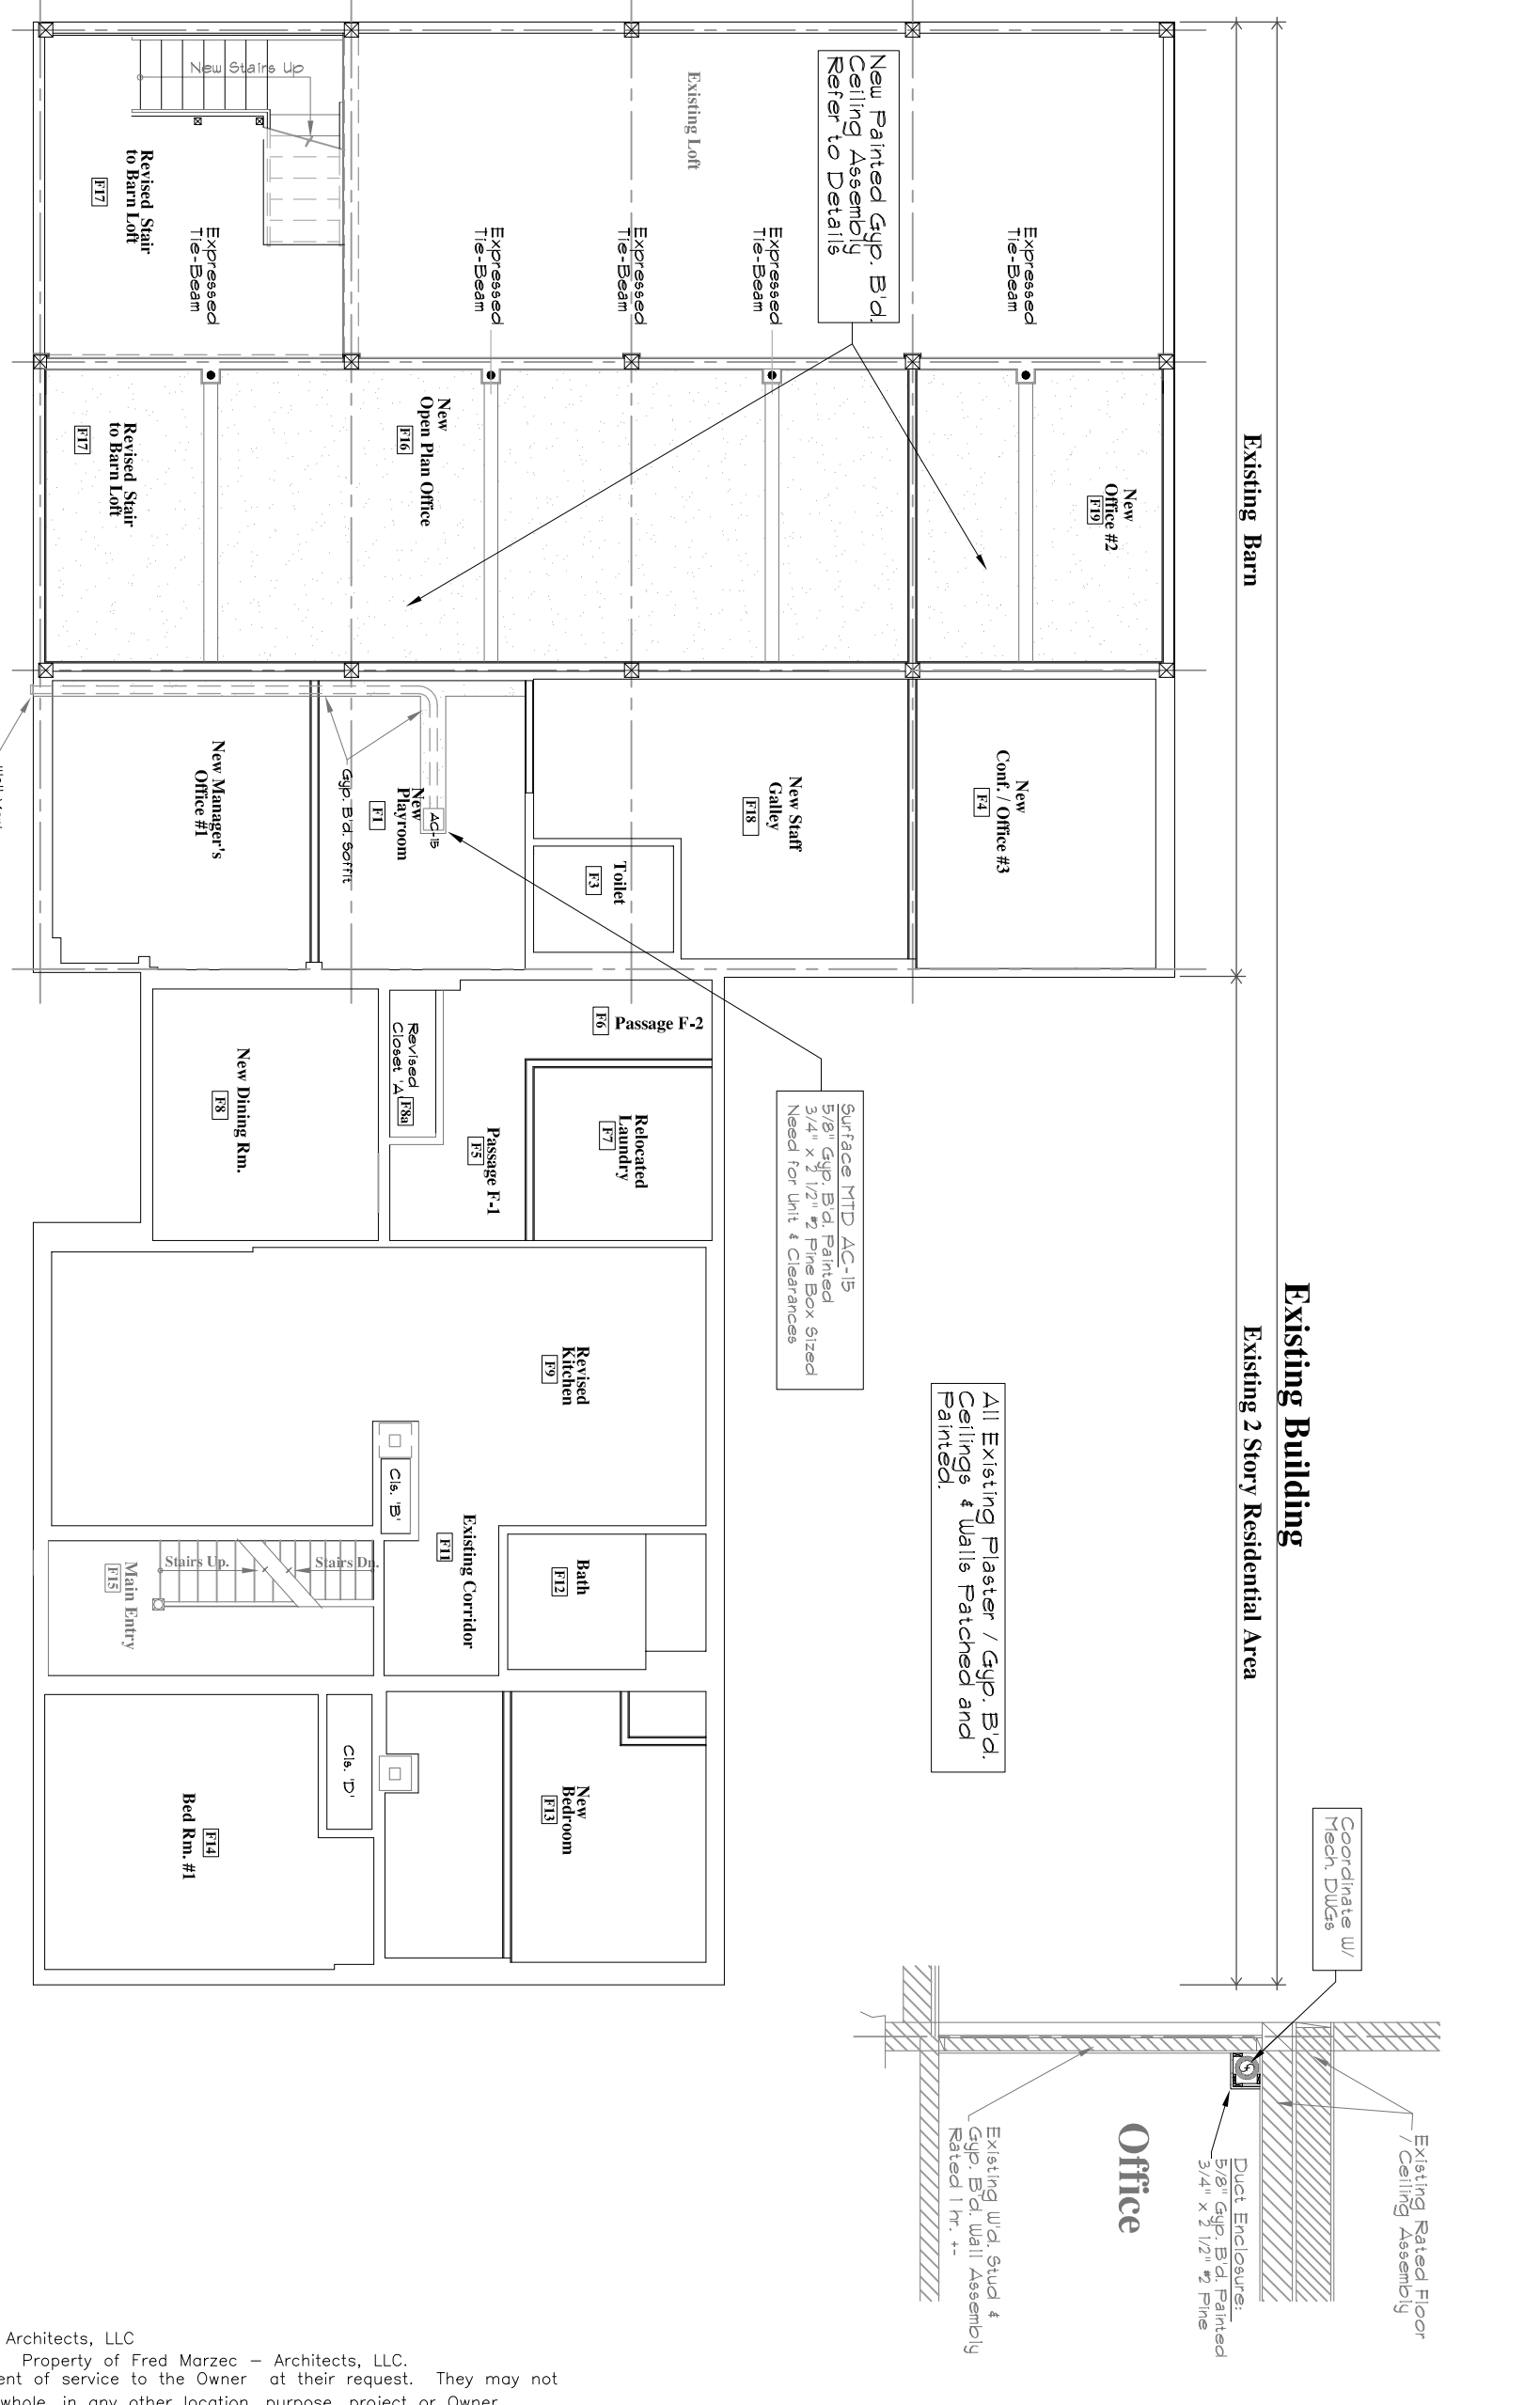 Existing Building
Existing Barn
Existing 2 Story Residential Area
New Painted Gyp. B'd.
Ceiling Assembly
Refer to Details
Existing Loft
New Stairs Up
Revised Stair
to Barn Loft
F17
Expressed
Tie-Beam
Expressed
Tie-Beam
Expressed
Tie-Beam
Expressed
Tie-Beam
Expressed
Tie-Beam
New
Office #2
F19
New
Open Plan Office
F16
Revised Stair
to Barn Loft
F17
New
Conf. / Office #3
F4
New Staff
Galley
F18
Toilet
F3
New
Playroom
F1
AC-15
Gyp. B'd. Soffit
New Manager's
Office #1
Passage F-2
F6
Relocated
Laundry
F7
Passage F-1
F5
Revised
Closet 'A'
F8a
New Dining Rm.
F8
Surface MTD AC-15
5/8" Gyp. B'd. Painted
3/4" x 2 1/2" #2 Pine Box Sized
Need for Unit & Clearances
All Existing Plaster / Gyp. B'd.
Ceilings & Walls Patched and
Painted.
Revised
Kitchen
F9
Cls. 'B'
Existing Corridor
F11
Bath
F12
Stairs Up.
Stairs Dn.
Main Entry
F15
New
Bedroom
F13
Cls. 'D'
F14
Bed Rm. #1
Coordinate W/
Mech. DWGs
Existing Rated Floor
/ Ceiling Assembly
Duct Enclosure:
5/8" Gyp. B'd. Painted
3/4" x 2 1/2" #2 Pine
Office
Existing W'd. Stud &
Gyp. B'd. Wall Assembly
Rated 1 hr. +-
Architects, LLC
Property of Fred Marzec – Architects, LLC.
ent of service to the Owner at their request. They may not
whole, in any other location, purpose, project or Owner